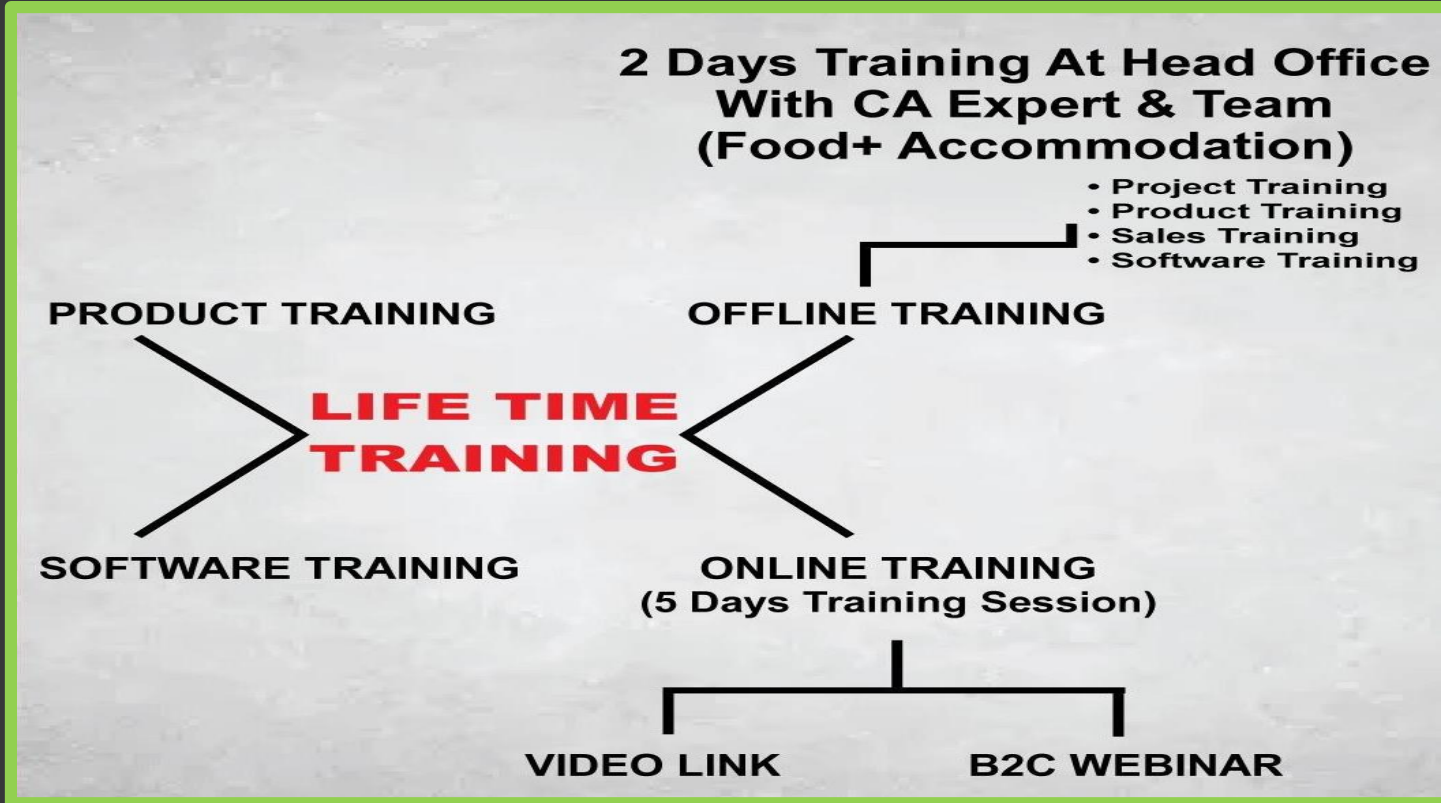 2 Days Training At Head Office
With CA Expert & Team
(Food+ Accommodation)
• Project Training
• Product Training
• Sales Training
• Software Training
PRODUCT TRAINING
OFFLINE TRAINING
LIFE TIME
TRAINING
SOFTWARE TRAINING
ONLINE TRAINING
(5 Days Training Session)
VIDEO LINK
B2C WEBINAR